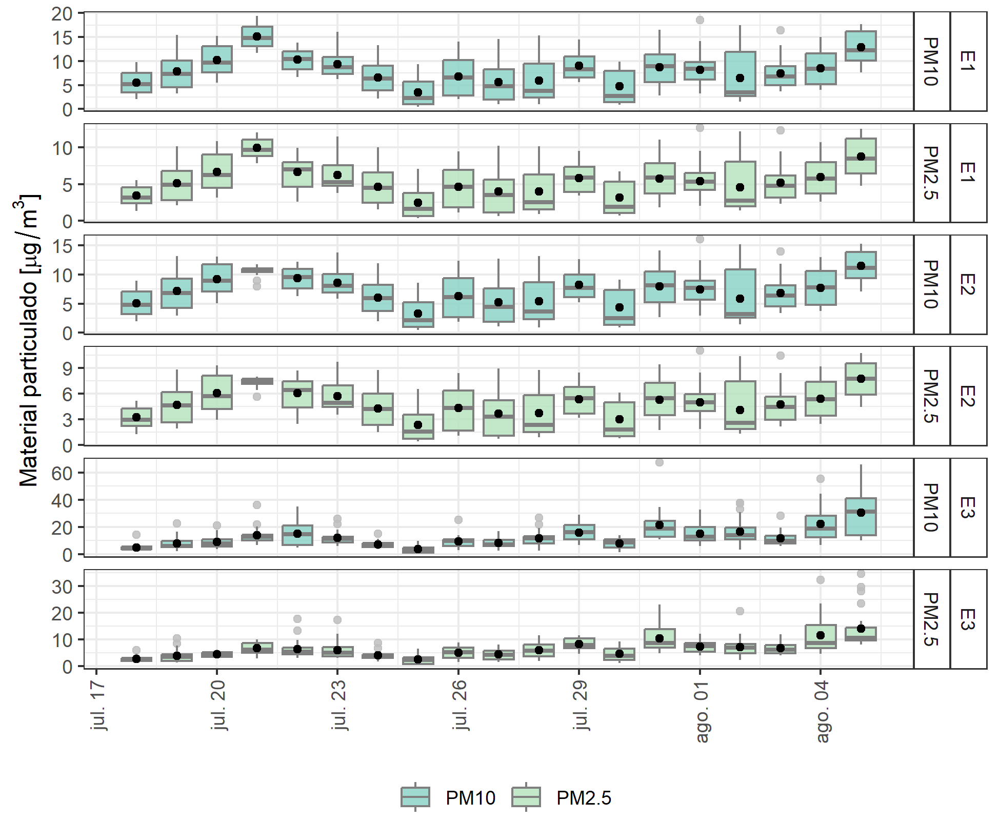 Material particulado [μg/m³]
20
15
10
5
0
PM10
E1
10
5
0
PM2.5
E1
15
10
5
0
PM10
E2
9
6
3
0
PM2.5
E2
60
40
20
0
PM10
E3
30
20
10
0
PM2.5
E3
jul. 17
jul. 20
jul. 23
jul. 26
jul. 29
ago. 01
ago. 04
PM10
PM2.5